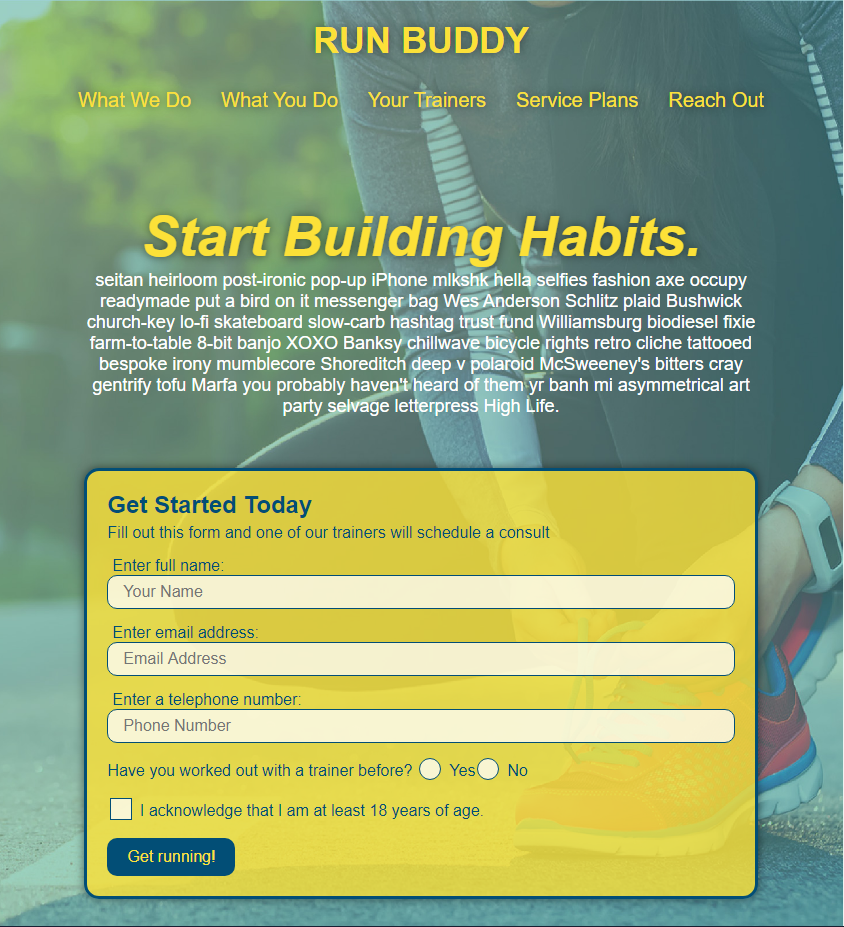 RUN BUDDY
What We Do What You Do Your Trainers Service Plans Reach Out
Start Building Habits.
seitan heirloom post-ironic pop-up iPhone mlkshk hella selfies fashion axe occupy
readymade put a bird on it messenger bag Wes Anderson Schlitz plaid Bushwick
church-key lo-fi skateboard slow-carb hashtag trust fund Williamsburg biodiesel fixie
farm-to-table 8-bit banjo XOXO Banksy chillwave bicycle rights retro cliche tattooed
bespoke irony mumblecore Shoreditch deep v polaroid McSweeney's bitters cray
gentrify tofu Marfa you probably haven't heard of them yr banh mi asymmetrical art
party selvage letterpress High Life.
Get Started Today
Fill out this form and one of our trainers will schedule a consult
Enter full name:
Your Name
Enter email address:
Email Address
Enter a telephone number:
Phone Number
Have you worked out with a trainer before? Yes No
I acknowledge that I am at least 18 years of age.
Get running!